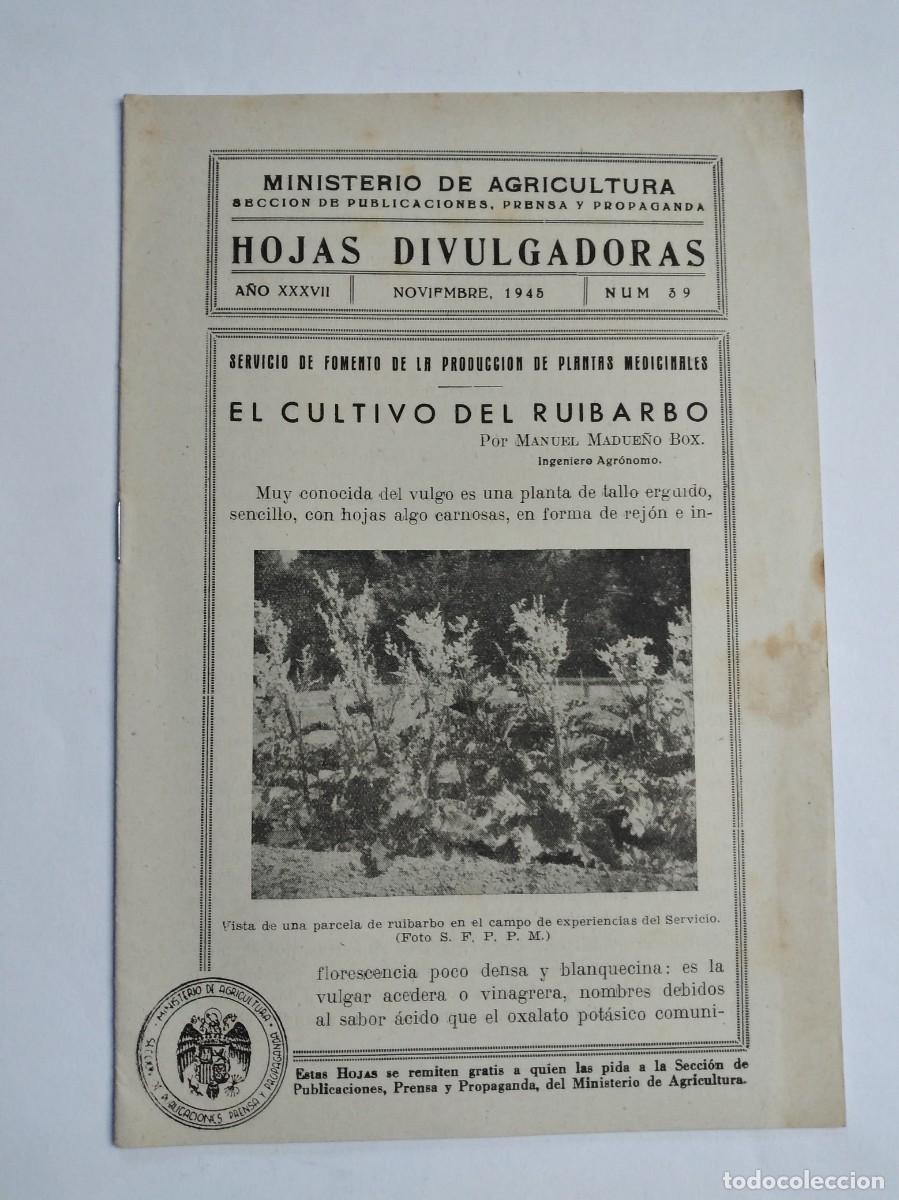 MINISTERIO DE AGRICULTURA
SECCION DE PUBLICACIONES, PRENSA Y PROPAGANDA
HOJAS DIVULGADORAS
AÑO XXXVII NOVIEMBRE, 1945 NUM 39
SERVICIO DE FOMENTO DE LA PRODUCCION DE PLANTAS MEDICINALES
EL CULTIVO DEL RUIBARBO
Por MANUEL MADUEÑO BOX.
Ingeniero Agrónomo.
Muy conocida del vulgo es una planta de tallo erguido,
sencillo, con hojas algo carnosas, en forma de rejón e in-
Vista de una parcela de ruibarbo en el campo de experiencias del Servicio.
(Foto S. F. P. P. M.)
florescencia poco densa y blanquecina: es la
vulgar acedera o vinagrera, nombres debidos
al sabor ácido que el oxalato potásico comuni-
MINISTERIO DE AGRICULTURA
PUBLICACIONES PRENSA Y PROPAGANDA
Estas HOJAS se remiten gratis a quien las pida a la Sección de
Publicaciones, Prensa y Propaganda, del Ministerio de Agricultura.
todocoleccion